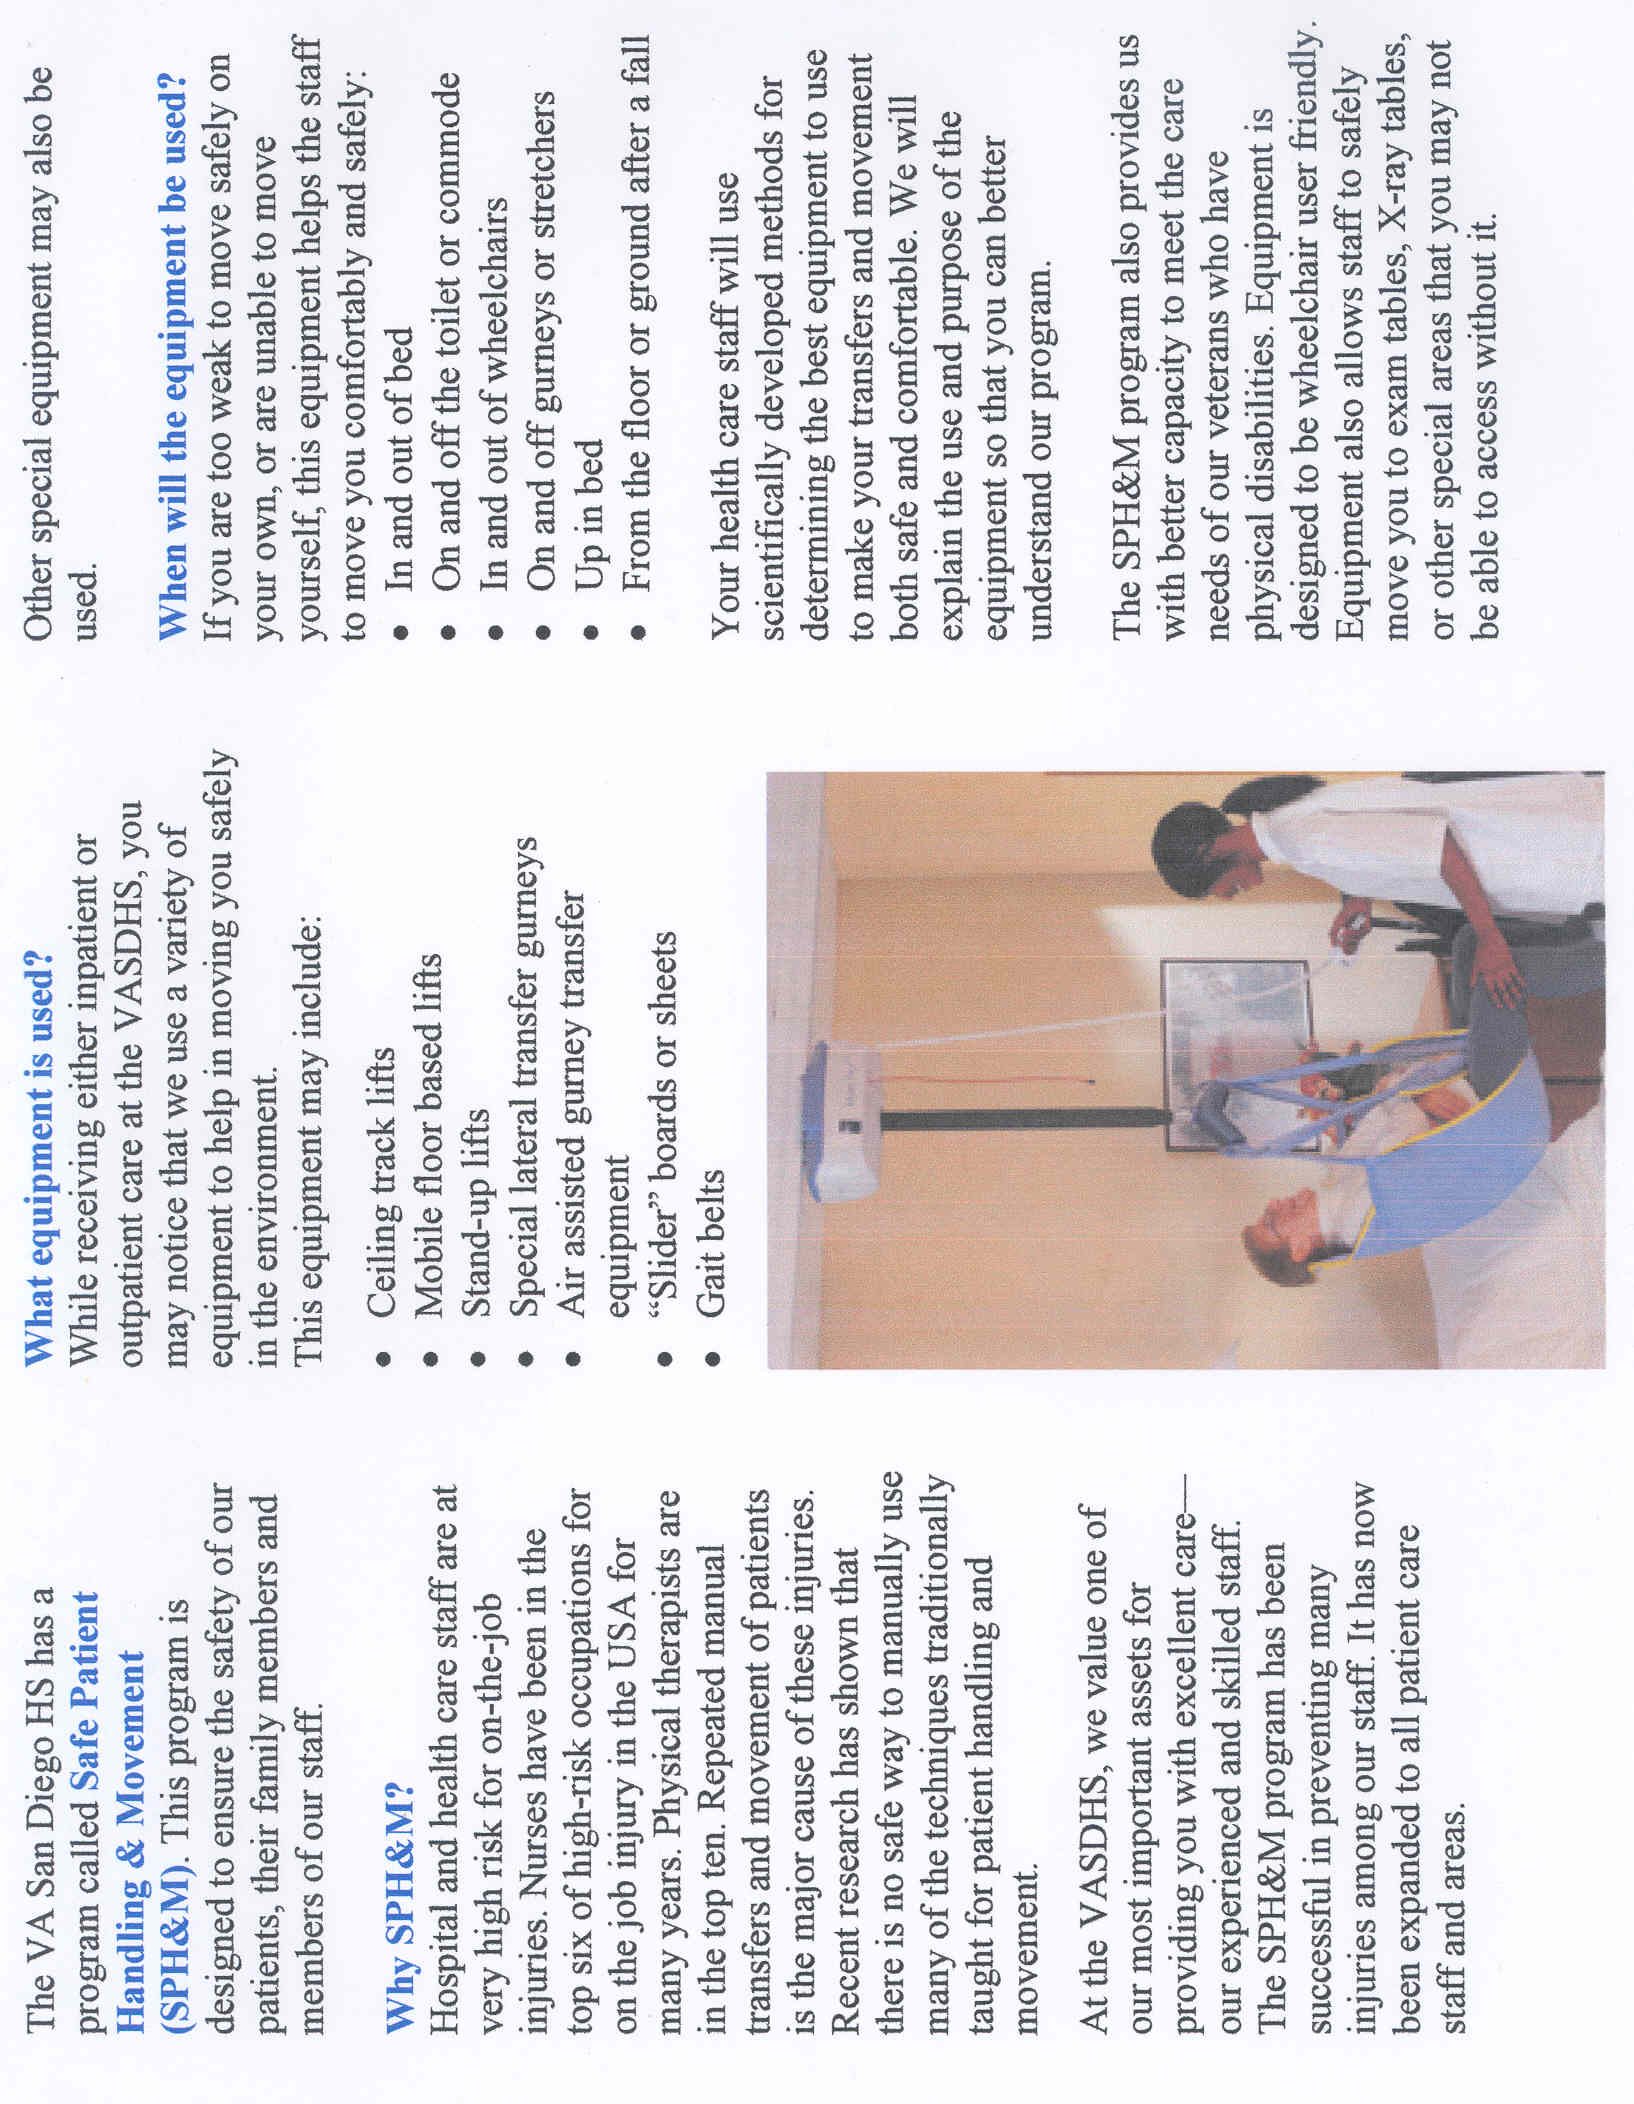 The VA San Diego HS has a
program called Safe Patient
Handling & Movement
(SPH&M). This program is
designed to ensure the safety of our
patients, their family members and
members of our staff.
Why SPH&M?
Hospital and health care staff are at
very high risk for on-the-job
injuries. Nurses have been in the
top six of high-risk occupations for
on the job injury in the USA for
many years. Physical therapists are
in the top ten. Repeated manual
transfers and movement of patients
is the major cause of these injuries.
Recent research has shown that
there is no safe way to manually use
many of the techniques traditionally
taught for patient handling and
movement.
At the VASDHS, we value one of
our most important assets for
providing you with excellent care—
our experienced and skilled staff.
The SPH&M program has been
successful in preventing many
injuries among our staff. It has now
been expanded to all patient care
staff and areas.
What equipment is used?
While receiving either inpatient or
outpatient care at the VASDHS, you
may notice that we use a variety of
equipment to help in moving you safely
in the environment.
This equipment may include:
• Ceiling track lifts
• Mobile floor based lifts
• Stand-up lifts
• Special lateral transfer gurneys
• Air assisted gurney transfer
equipment
• “Slider” boards or sheets
• Gait belts
Other special equipment may also be
used.
When will the equipment be used?
If you are too weak to move safely on
your own, or are unable to move
yourself, this equipment helps the staff
to move you comfortably and safely:
• In and out of bed
• On and off the toilet or commode
• In and out of wheelchairs
• On and off gurneys or stretchers
• Up in bed
• From the floor or ground after a fall
Your health care staff will use
scientifically developed methods for
determining the best equipment to use
to make your transfers and movement
both safe and comfortable. We will
explain the use and purpose of the
equipment so that you can better
understand our program.
The SPH&M program also provides us
with better capacity to meet the care
needs of our veterans who have
physical disabilities. Equipment is
designed to be wheelchair user friendly.
Equipment also allows staff to safely
move you to exam tables, X-ray tables,
or other special areas that you may not
be able to access without it.